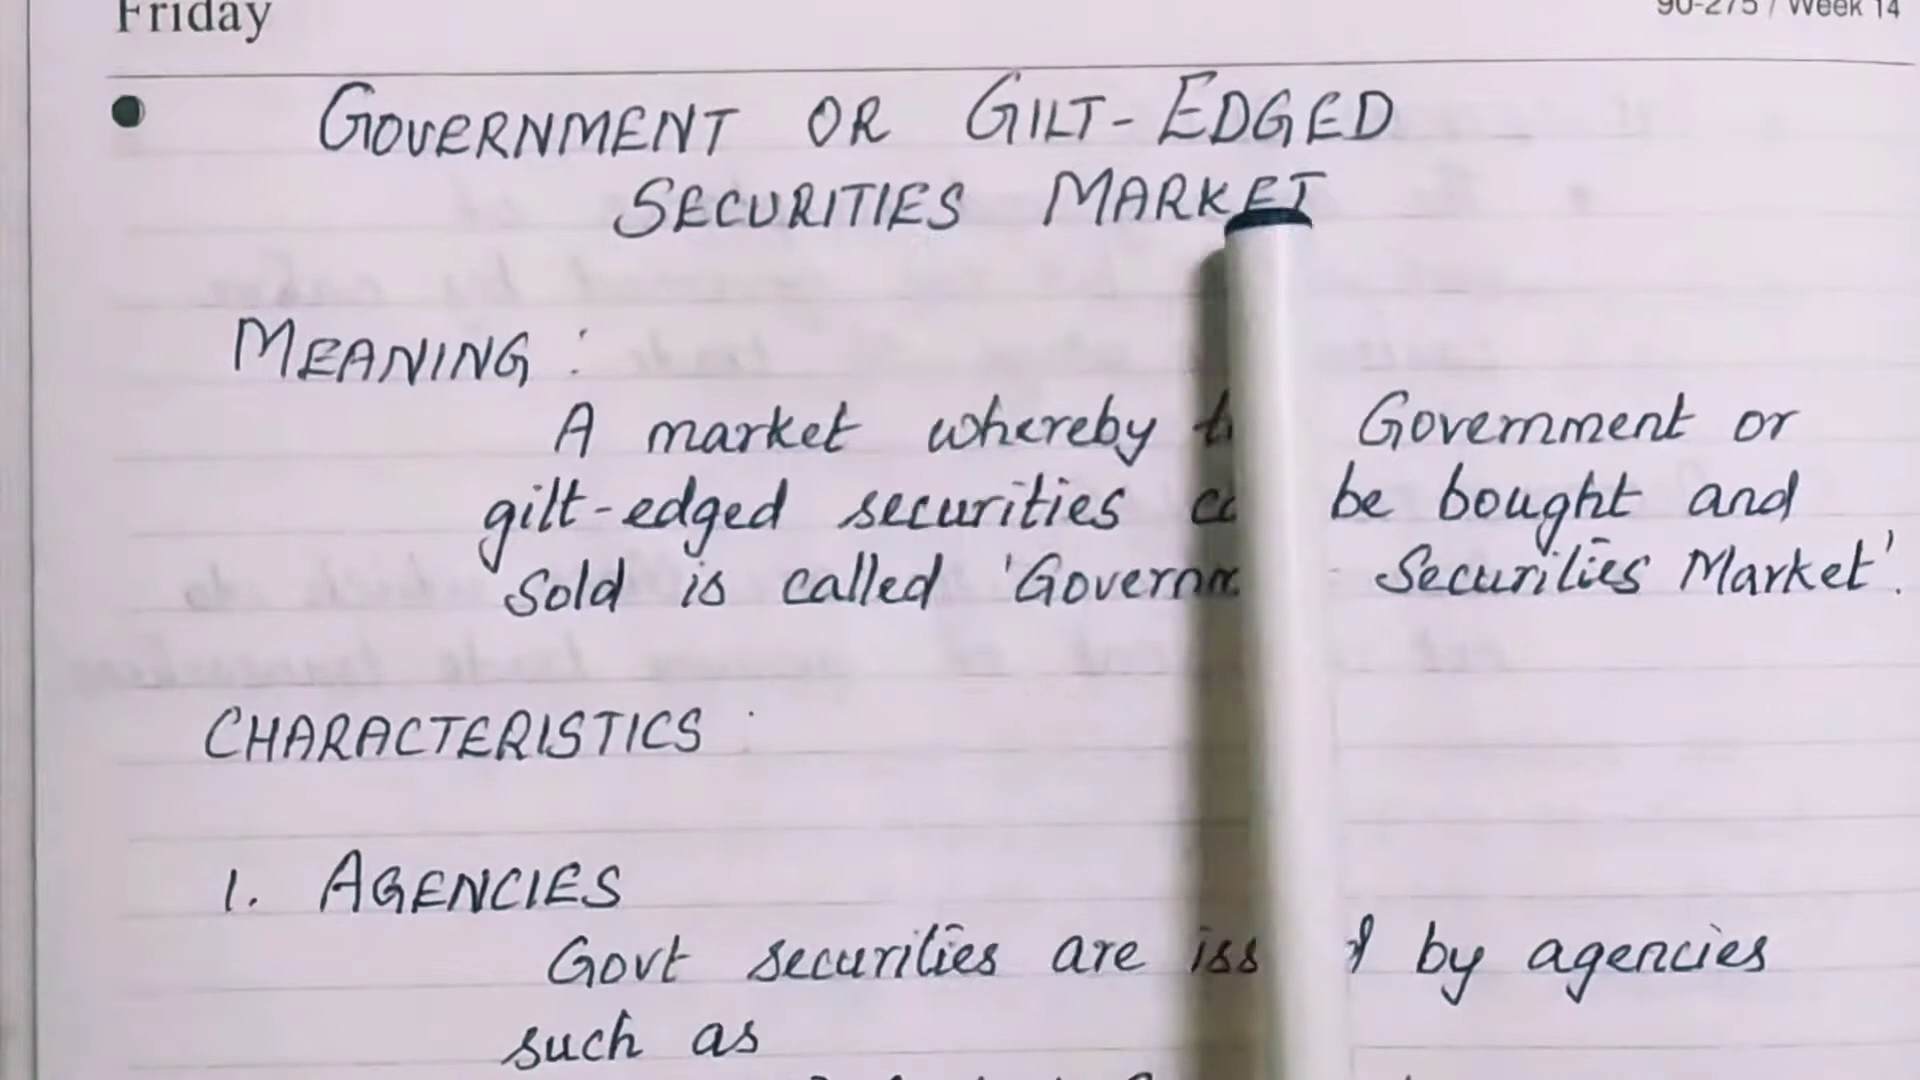 Friday
90-275 / Week 14
GOVERNMENT OR GILT-EDGED
SECURITIES MARKET
MEANING :
A market whereby Government or
gilt-edged securities be bought and
sold is called 'Securities Market'.
CHARACTERISTICS :
1. AGENCIES
Govt securities are by agencies
such as